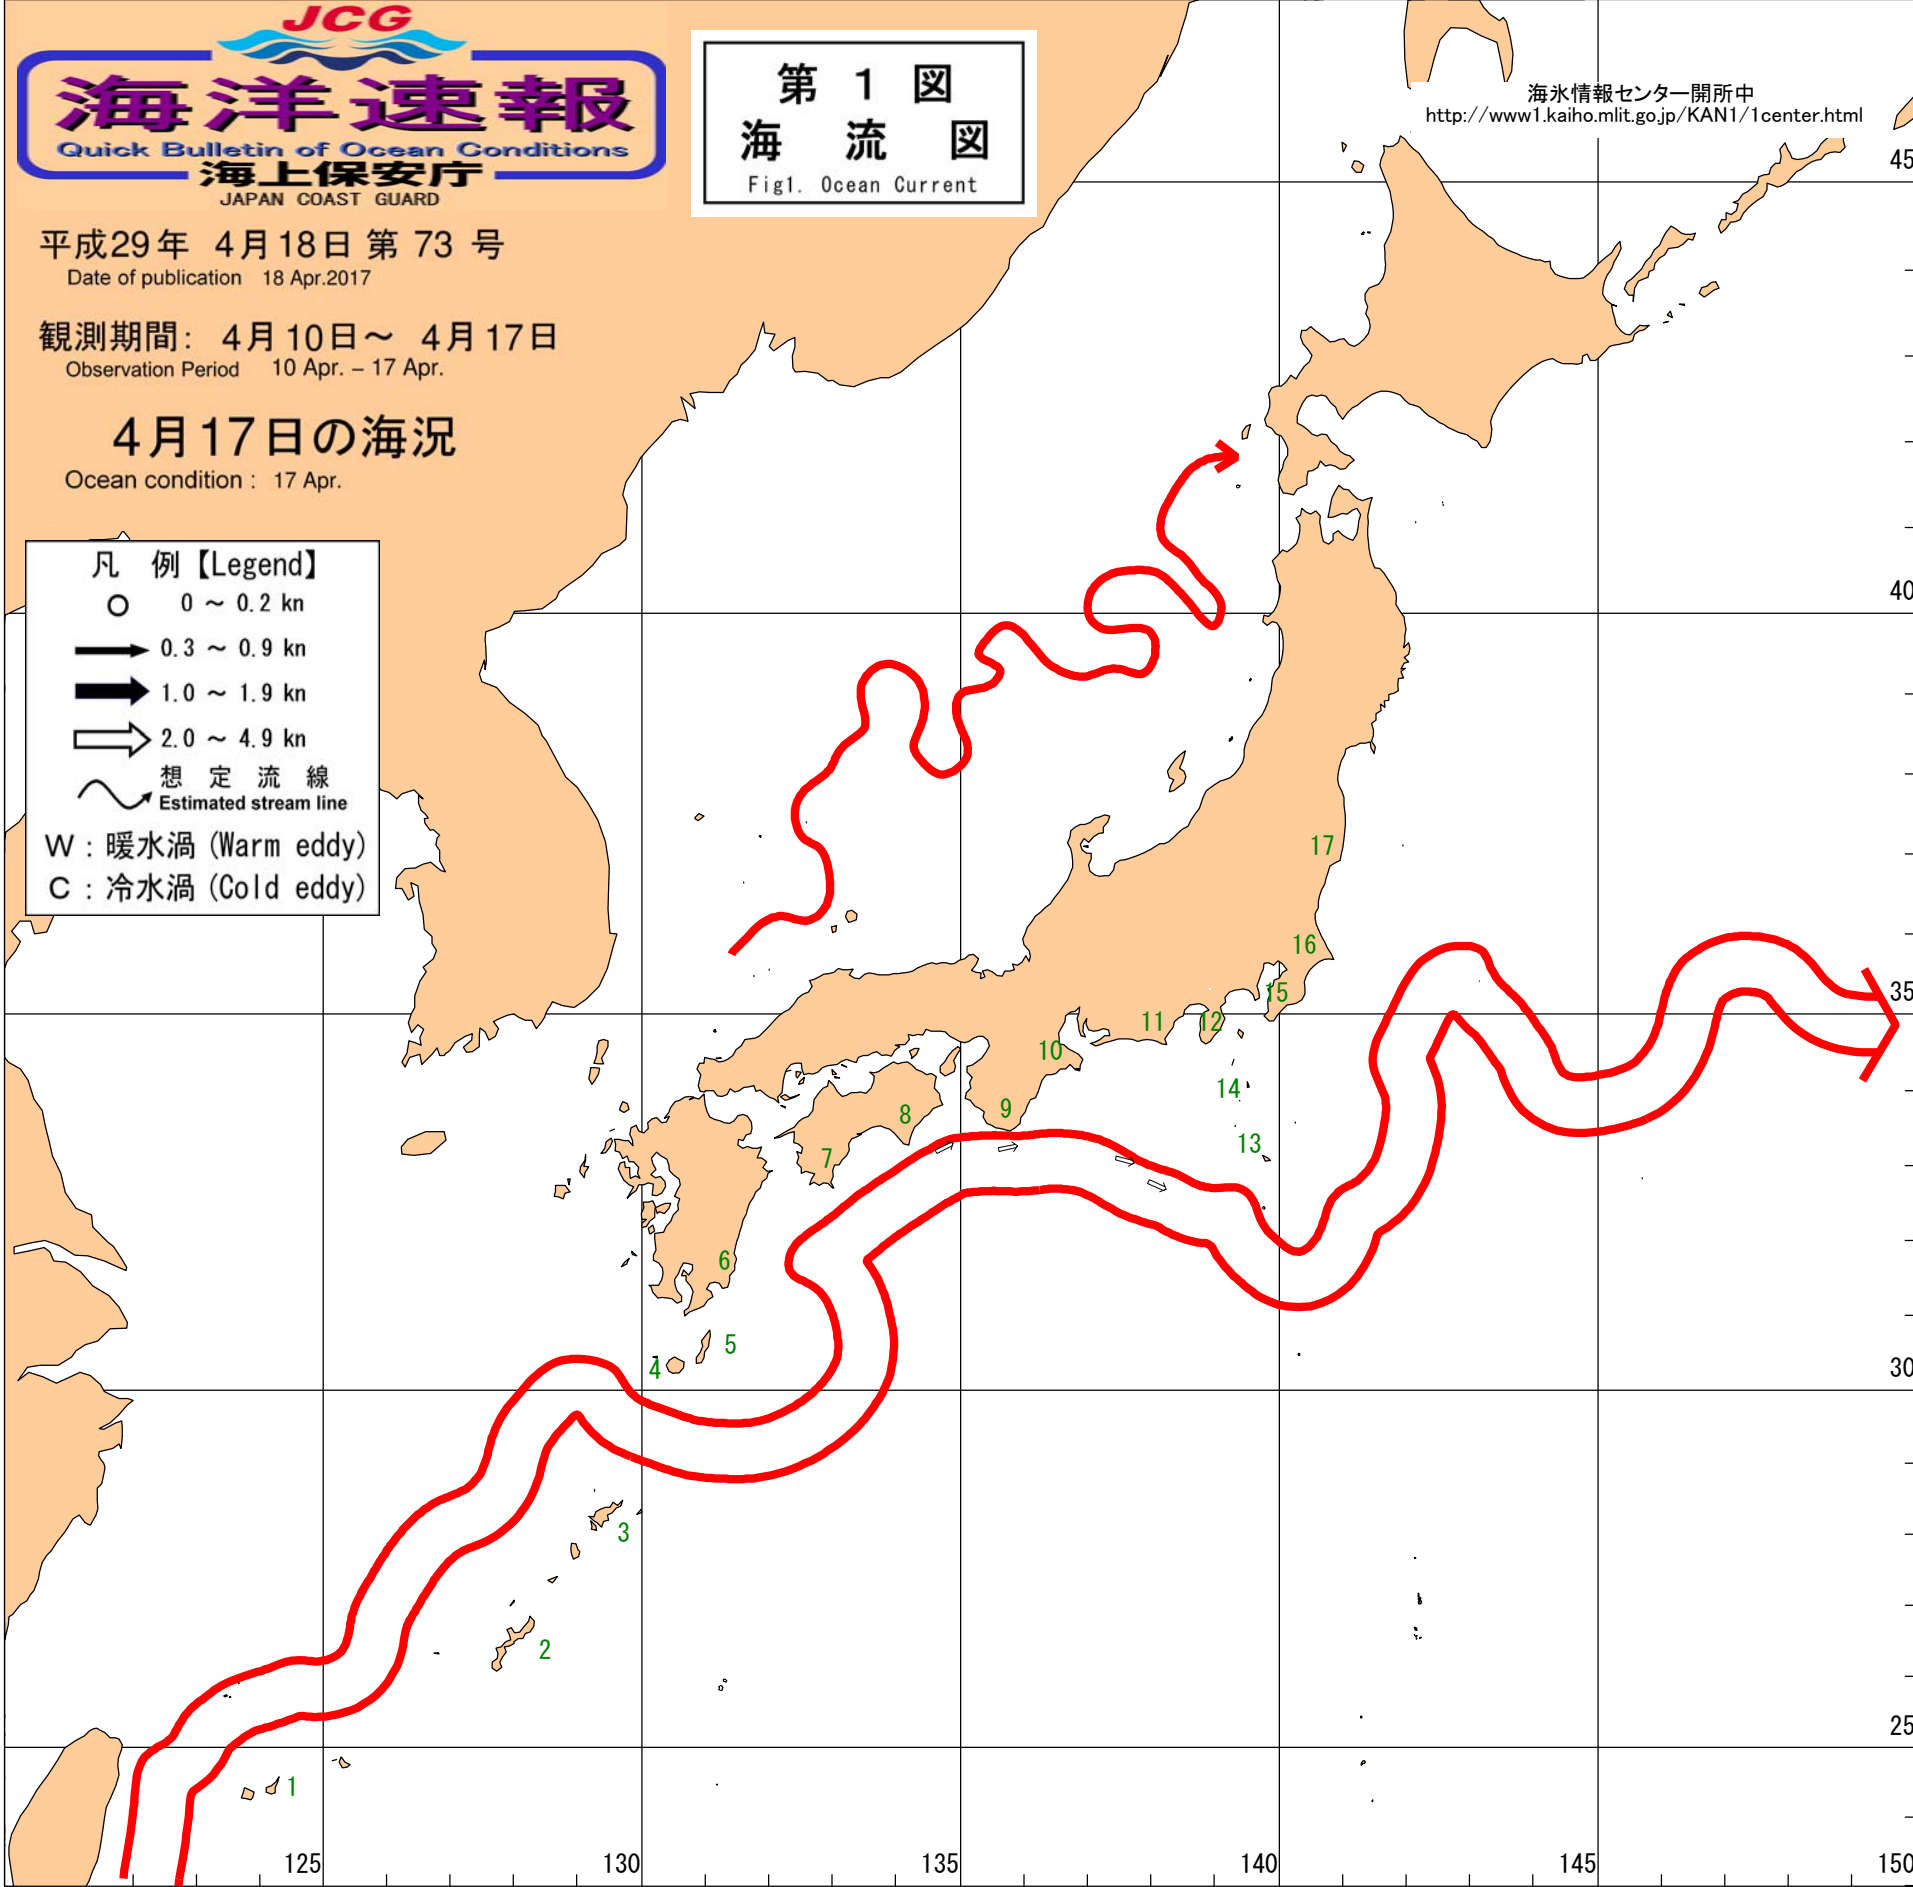 JCG
海洋速報
Quick Bulletin of Ocean Conditions
海上保安庁
JAPAN COAST GUARD
平成29年 4月18日 第 73 号
Date of publication 18 Apr.2017
観測期間: 4月10日～ 4月17日
Observation Period 10 Apr. – 17 Apr.
4月17日の海況
Ocean condition : 17 Apr.
第 1 図
海 流 図
Fig1. Ocean Current
海氷情報センター開所中
http://www1.kaiho.mlit.go.jp/KAN1/1center.html
凡 例【Legend】
0 ～ 0.2 kn
0.3 ～ 0.9 kn
1.0 ～ 1.9 kn
2.0 ～ 4.9 kn
想 定 流 線
Estimated stream line
W : 暖水渦 (Warm eddy)
C : 冷水渦 (Cold eddy)
45
40
35
30
25
17
16
15
12
11
10
14
13
9
8
7
6
5
4
3
2
1
125
130
135
140
145
150